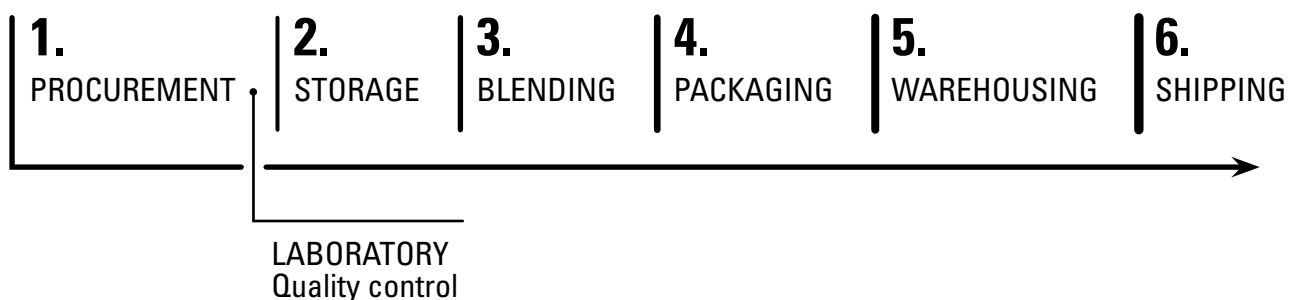 1.
PROCUREMENT
2.
STORAGE
3.
BLENDING
4.
PACKAGING
5.
WAREHOUSING
6.
SHIPPING
LABORATORY
Quality control